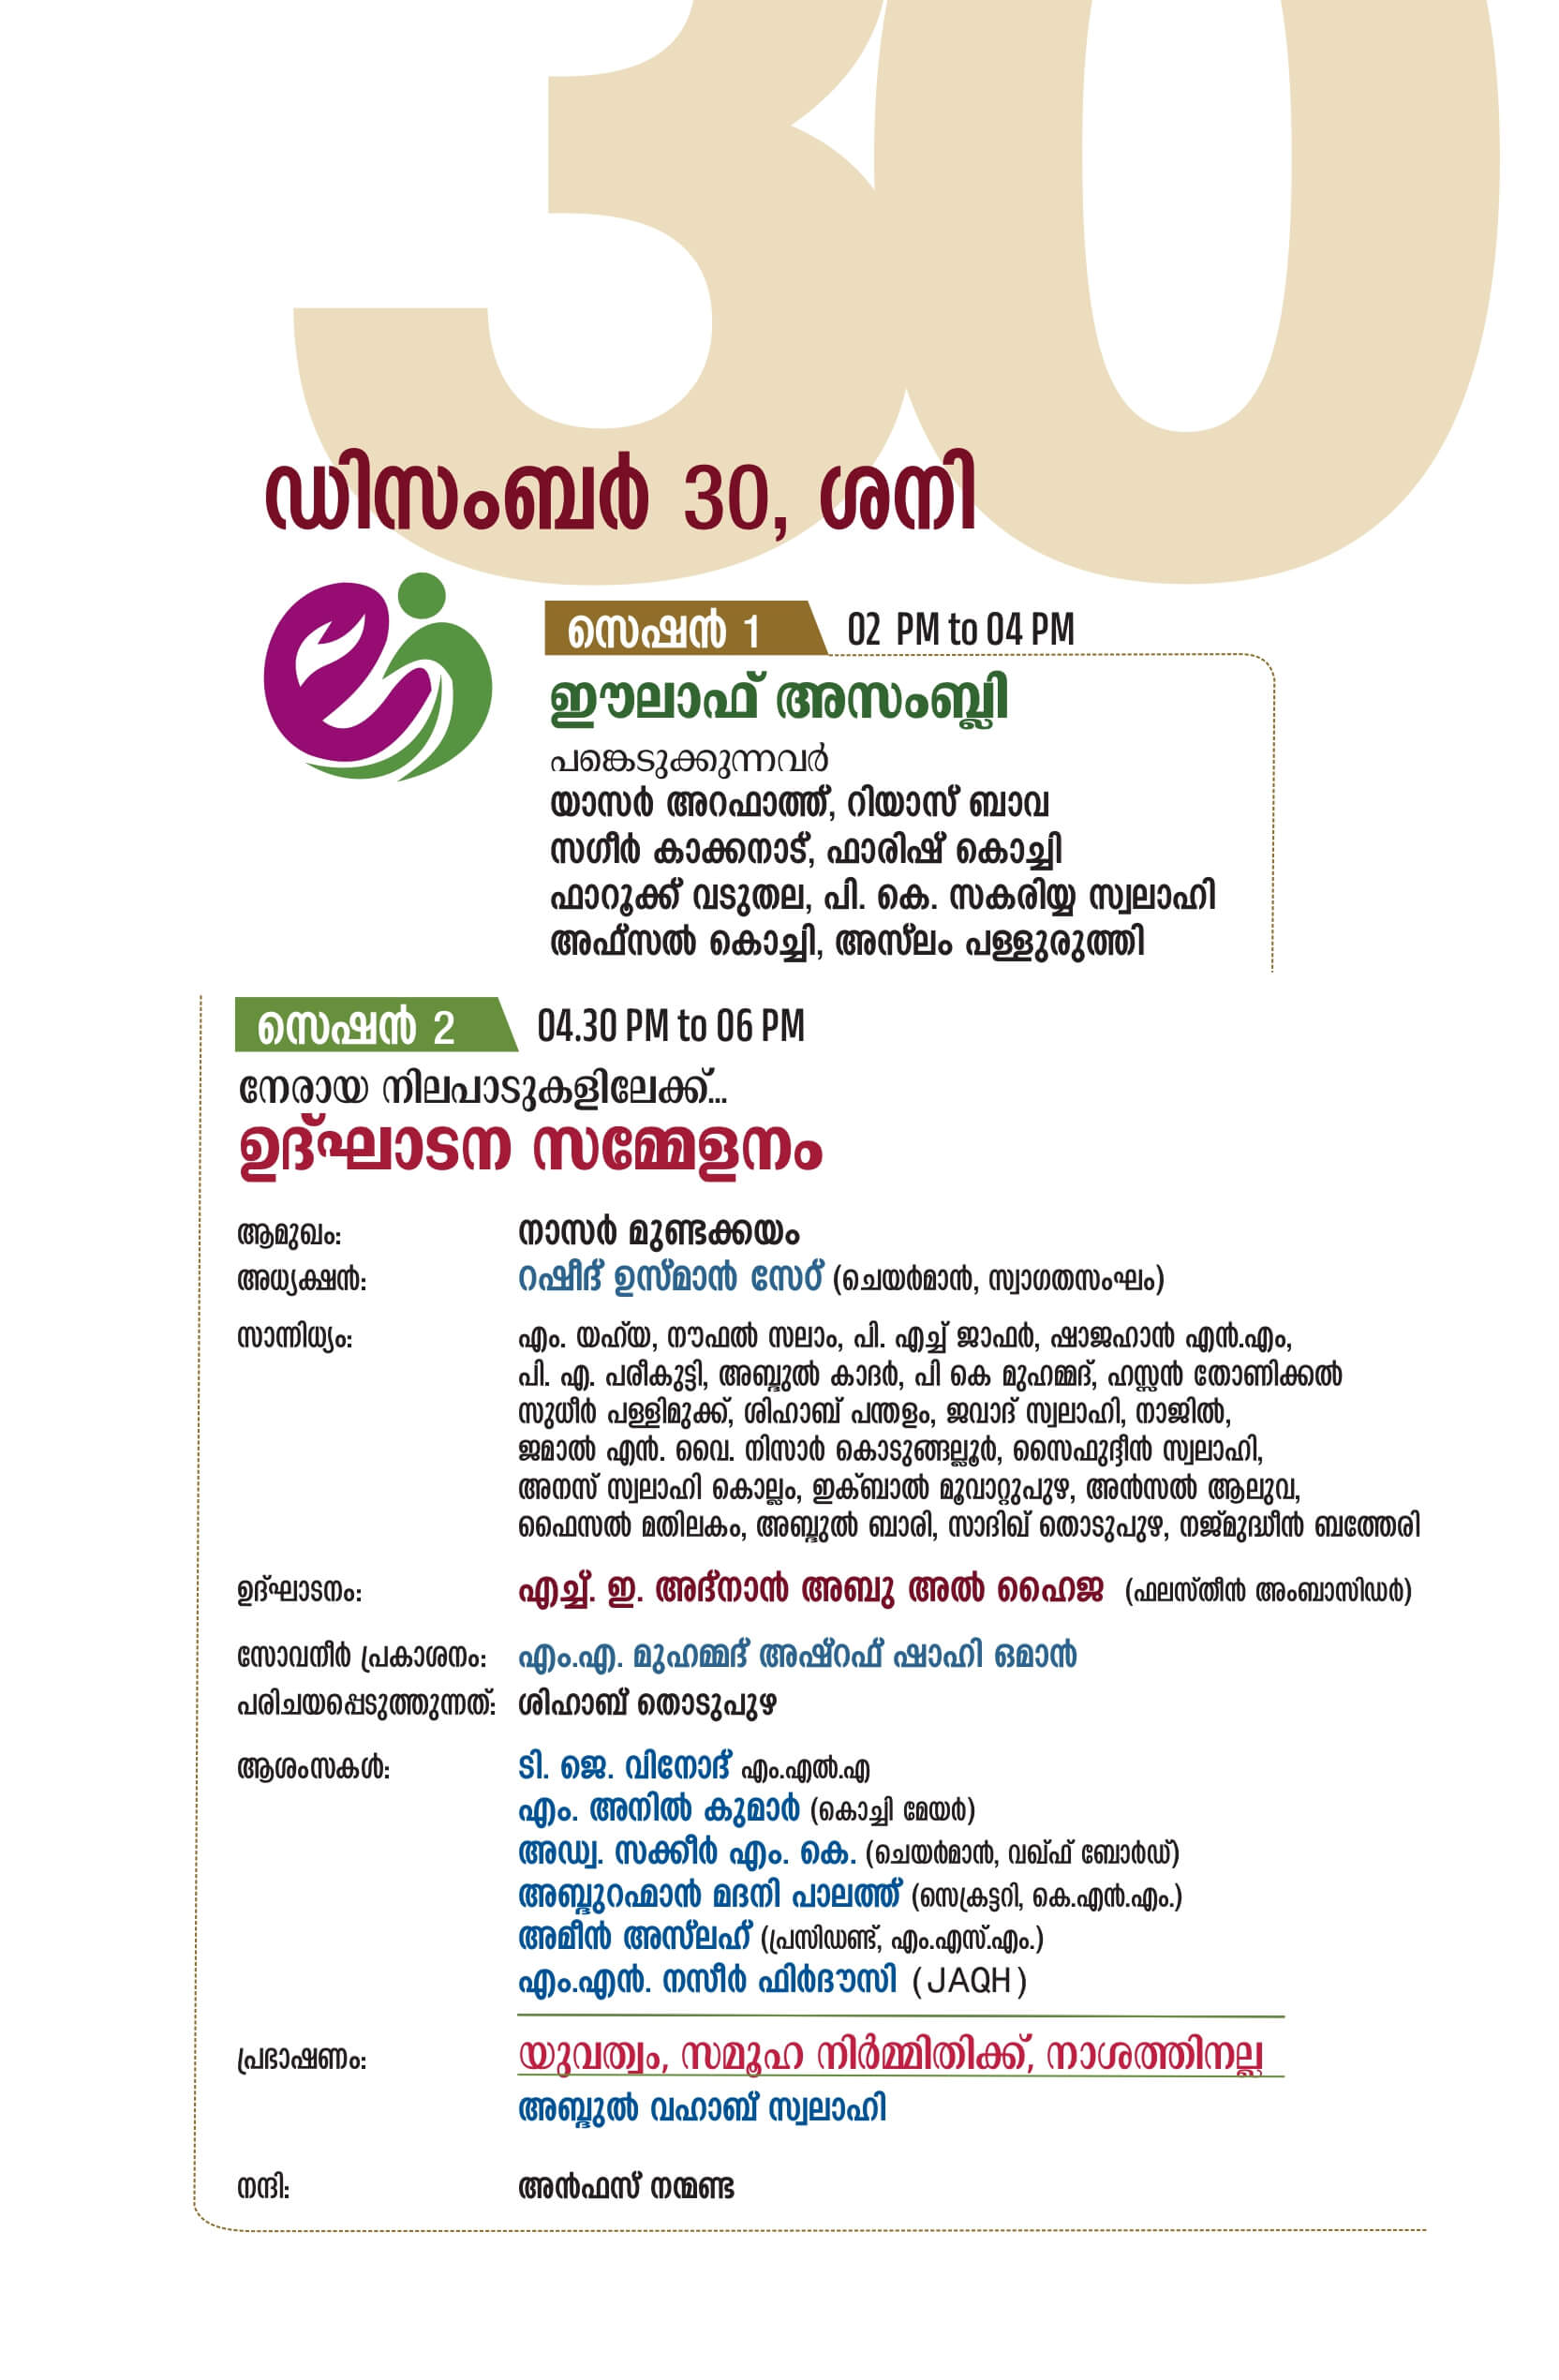 30
ഡിസംബർ 30, ശനി
സെഷൻ 1 02 PM to 04 PM
ഈലാഫ് അസംബ്ലി
പങ്കെടുക്കുന്നവർ
യാസർ അറഫാത്ത്, റിയാസ് ബാവ
സഗീർ കാക്കനാട്, ഫാരിഷ് കൊച്ചി
ഫാറൂക്ക് വടുതല, പി. കെ. സകരിയ്യ സ്വലാഹി
അഫ്സൽ കൊച്ചി, അസ്‌ലം പള്ളുരുത്തി
സെഷൻ 2 04.30 PM to 06 PM
നേരായ നിലപാടുകളിലേക്ക്...
ഉദ്ഘാടന സമ്മേളനം
ആമുഖം: നാസർ മുണ്ടക്കയം
അധ്യക്ഷൻ: റഷീദ് ഉസ്മാൻ സേഠ് (ചെയർമാൻ, സ്വാഗതസംഘം)
സാന്നിധ്യം: എം. യഹ്‌യ, നൗഫൽ സലാം, പി. എച്ച് ജാഫർ, ഷാജഹാൻ എൻ.എം,
പി. എ. പരീകുട്ടി, അബ്ദുൽ കാദർ, പി കെ മുഹമ്മദ്, ഹസ്സൻ തോണിക്കൽ
സുധീർ പള്ളിമുക്ക്, ശിഹാബ് പന്തളം, ജവാദ് സ്വലാഹി, നാജിൽ,
ജമാൽ എൻ. വൈ. നിസാർ കൊടുങ്ങല്ലൂർ, സൈഫുദ്ദീൻ സ്വലാഹി,
അനസ് സ്വലാഹി കൊല്ലം, ഇക്ബാൽ മൂവാറ്റുപുഴ, അൻസൽ ആലുവ,
ഫൈസൽ മതിലകം, അബ്ദുൽ ബാരി, സാദിഖ് തൊടുപുഴ, നജ്മുദ്ധീൻ ബത്തേരി
ഉദ്ഘാടനം: എച്ച്. ഇ. അദ്നാൻ അബു അൽ ഹൈജ (ഫലസ്തീൻ അംബാസിഡർ)
സോവനീർ പ്രകാശനം: എം.എ. മുഹമ്മദ് അഷ്റഫ് ഷാഹി ഒമാൻ
പരിചയപ്പെടുത്തുന്നത്: ശിഹാബ് തൊടുപുഴ
ആശംസകൾ: ടി. ജെ. വിനോദ് എം.എൽ.എ
എം. അനിൽ കുമാർ (കൊച്ചി മേയർ)
അഡ്വ. സക്കീർ എം. കെ. (ചെയർമാൻ, വഖ്ഫ് ബോർഡ്)
അബ്ദുറഹ്മാൻ മദനി പാലത്ത് (സെക്രട്ടറി, കെ.എൻ.എം.)
അമീൻ അസ്‌ലഹ് (പ്രസിഡണ്ട്, എം.എസ്.എം.)
എം.എൻ. നസീർ ഫിർദൗസി (JAQH)
പ്രഭാഷണം: യുവത്വം, സമൂഹ നിർമ്മിതിക്ക്, നാശത്തിനല്ല
അബ്ദുൽ വഹാബ് സ്വലാഹി
നന്ദി: അൻഫസ് നന്മണ്ട